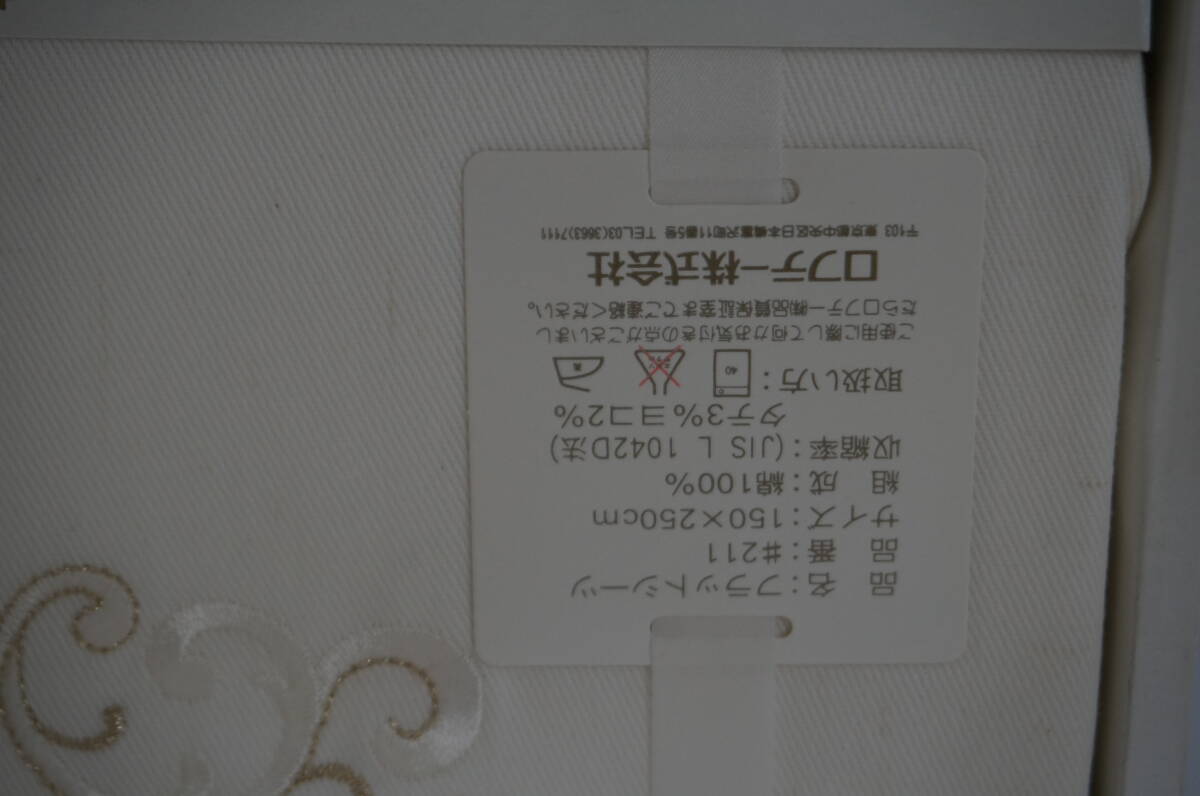 品　名：フラットシーツ
品　番：#211
サイズ：150×250cm
組　成：綿100%
収縮率：(JIS L 1042D法)
タテ3%ヨコ2%
取扱い方：
40
高
ご使用に際して何かお気付きの点がございまし
たらロフテー㈱品質保証室までご連絡ください。
ロフテー株式会社
〒103 東京都中央区日本橋富沢町11番5号 TEL03(3663)7111